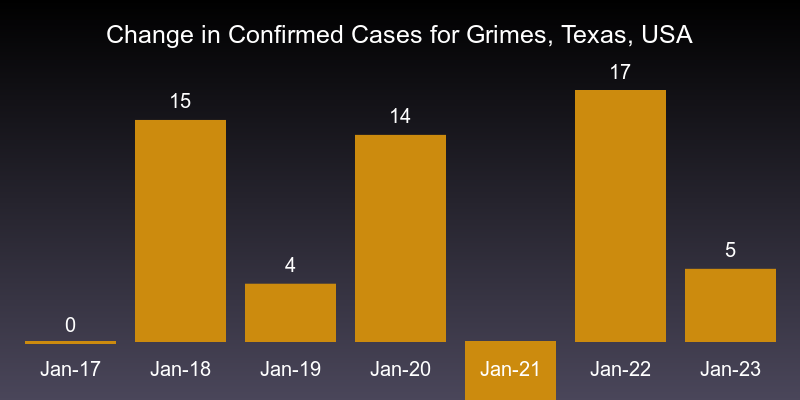 Change in Confirmed Cases for Grimes, Texas, USA
0
15
4
14
17
5
Jan-17
Jan-18
Jan-19
Jan-20
Jan-21
Jan-22
Jan-23